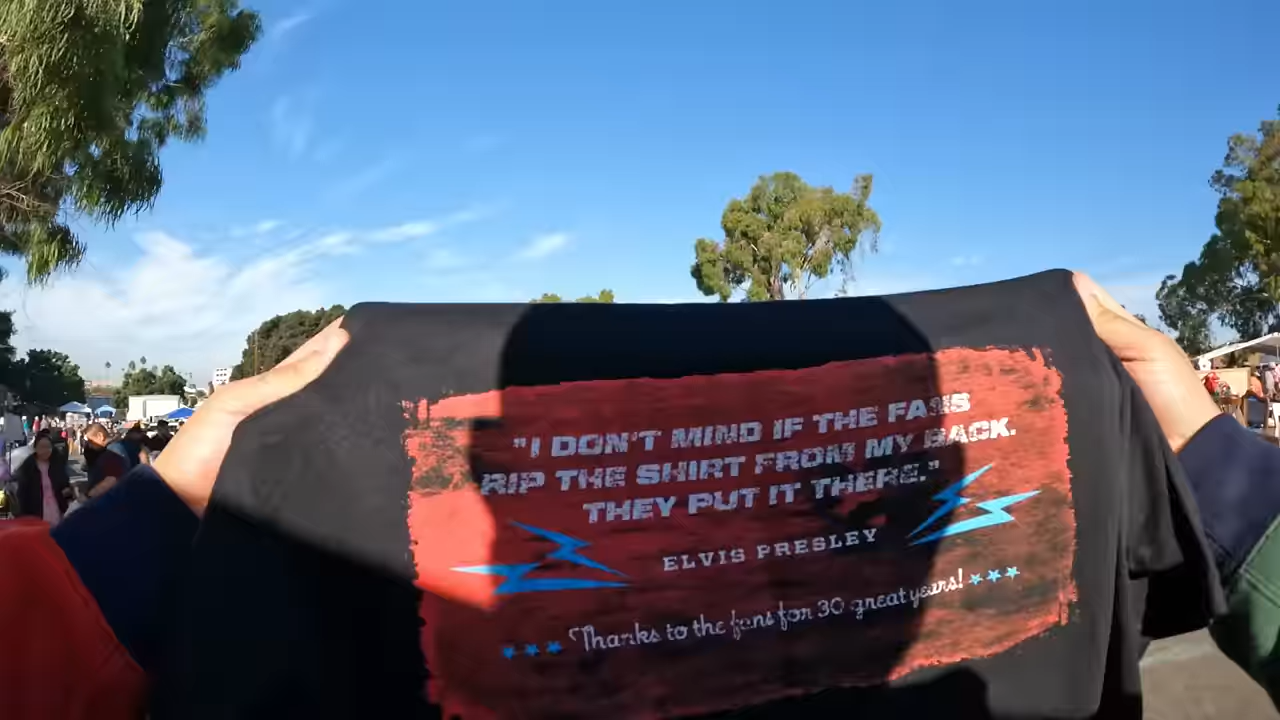 "I DON'T MIND IF THE FANS
RIP THE SHIRT FROM MY BACK.
THEY PUT IT THERE."
ELVIS PRESLEY
Thanks to the fans for 30 great years!